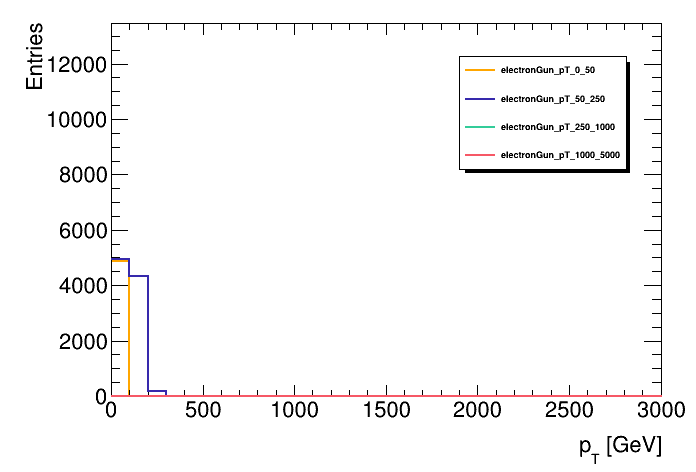 Entries
12000
10000
8000
6000
4000
2000
0
electronGun_pT_0_50
electronGun_pT_50_250
electronGun_pT_250_1000
electronGun_pT_1000_5000
0 500 1000 1500 2000 2500 3000
p_T [GeV]